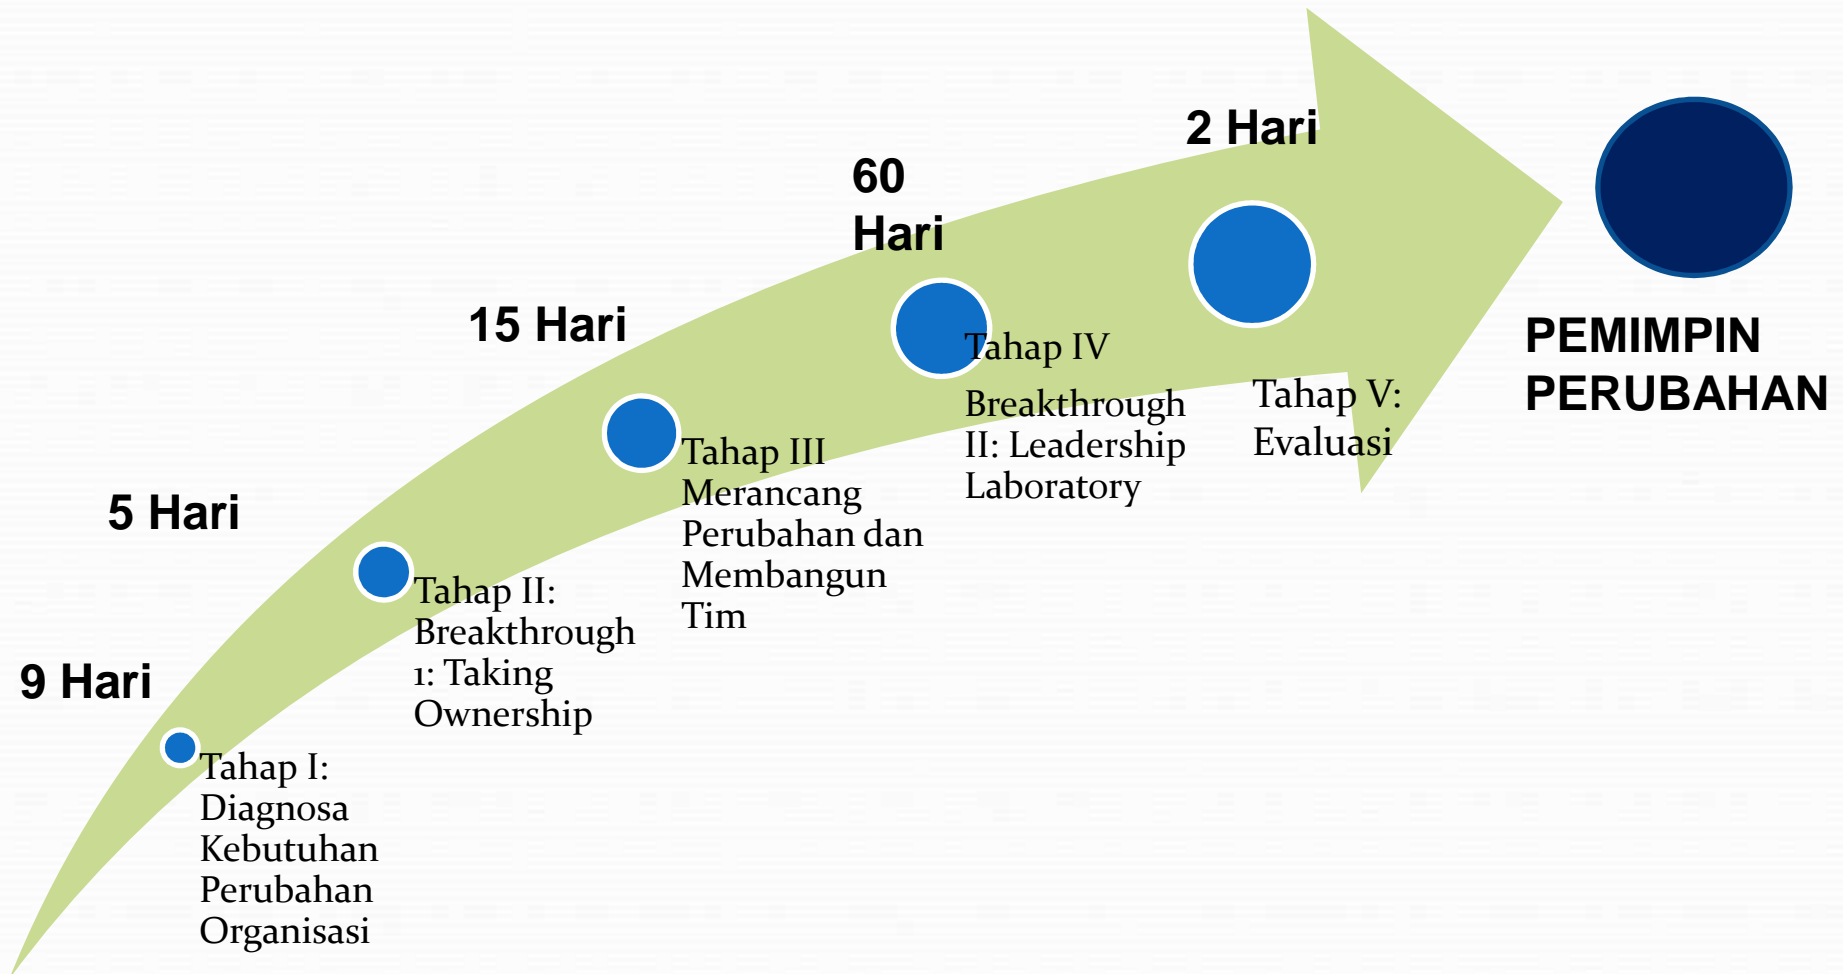 9 Hari
Tahap I:
Diagnosa
Kebutuhan
Perubahan
Organisasi
5 Hari
Tahap II:
Breakthrough
1: Taking
Ownership
15 Hari
Tahap III
Merancang
Perubahan dan
Membangun
Tim
60
Hari
Tahap IV
Breakthrough
II: Leadership
Laboratory
2 Hari
Tahap V:
Evaluasi
PEMIMPIN
PERUBAHAN